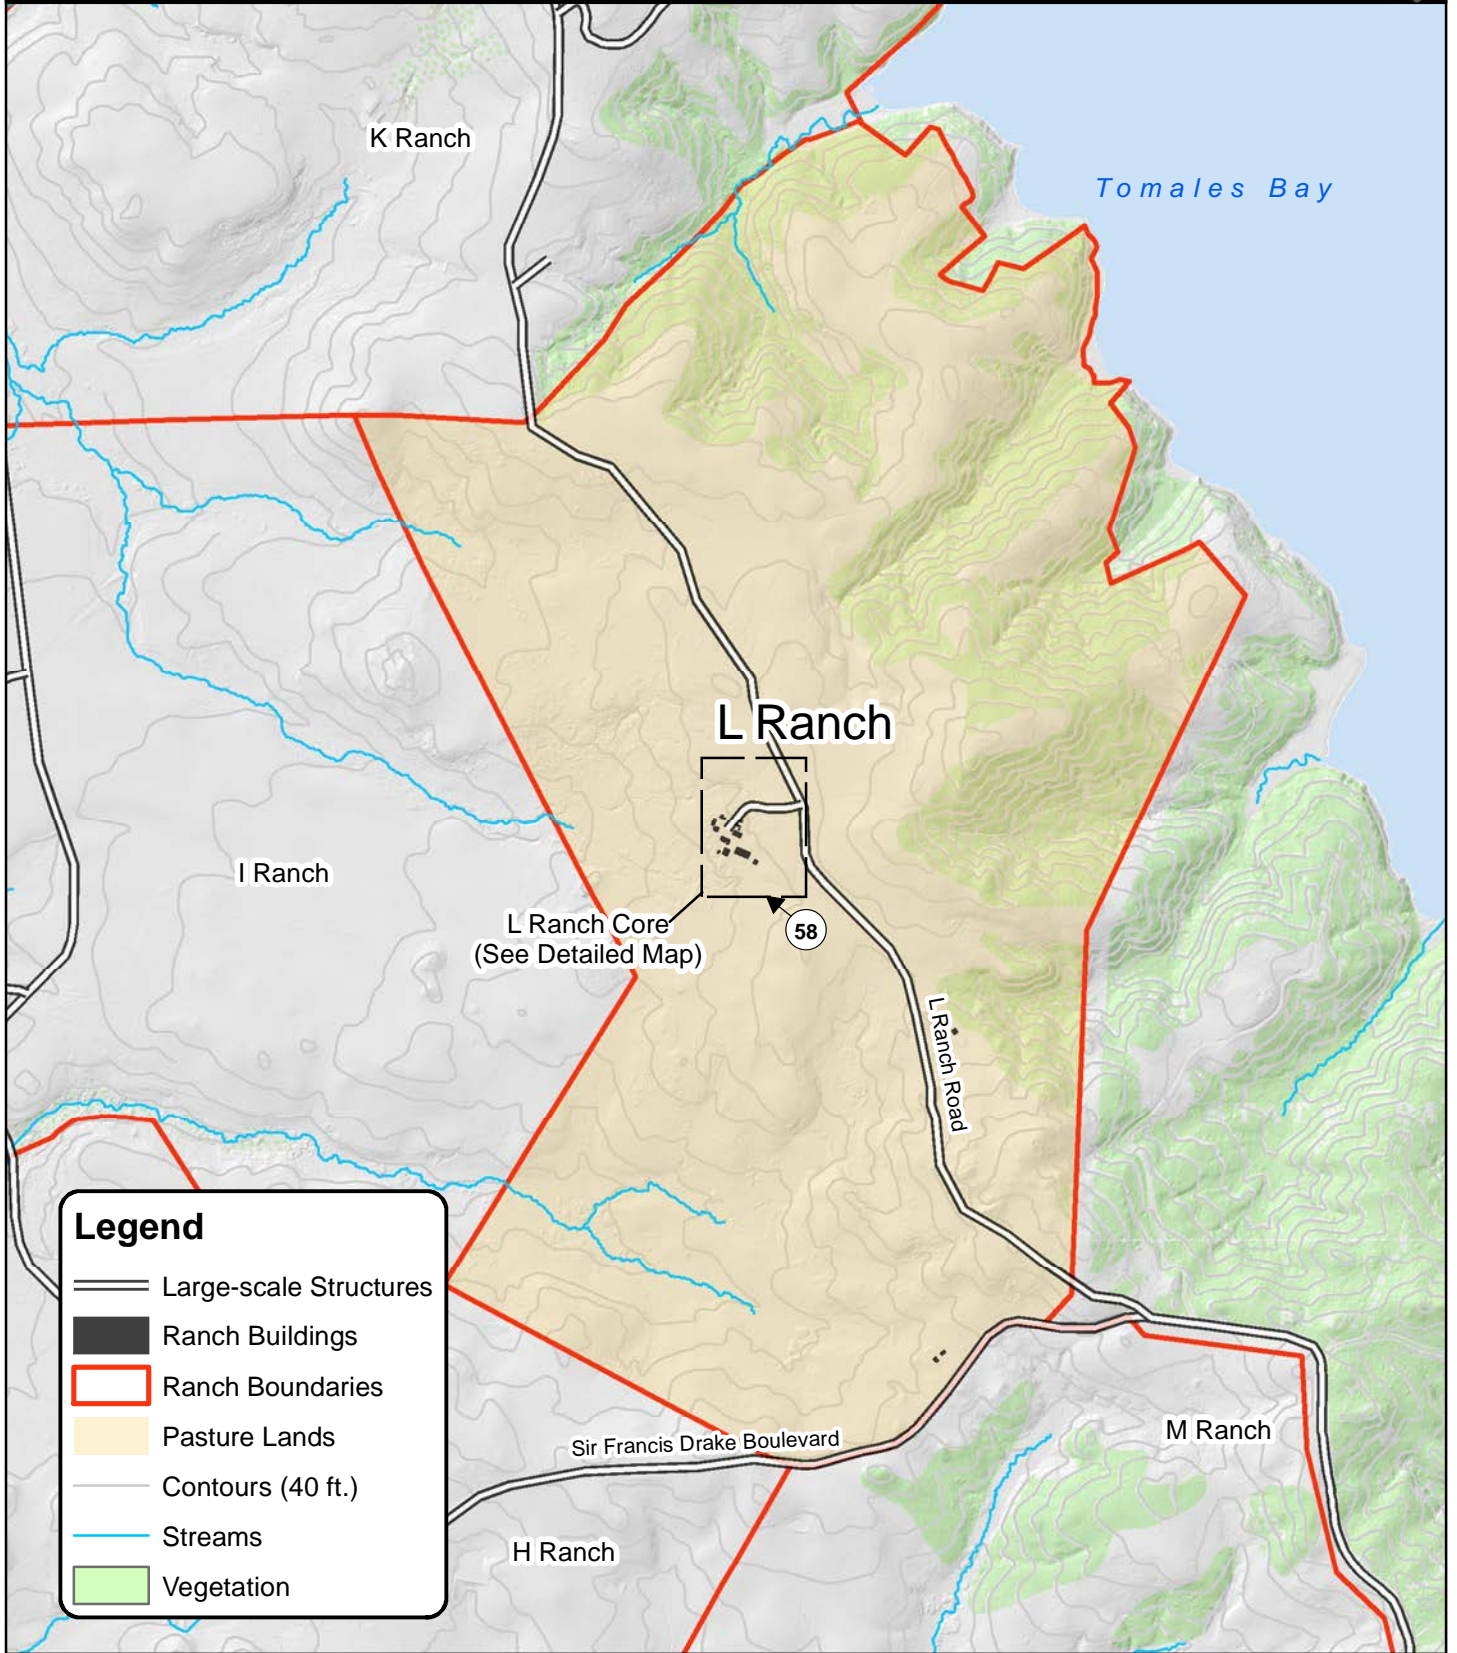 K Ranch
Tomales Bay
L Ranch
I Ranch
L Ranch Core
(See Detailed Map)
58
L Ranch Road
Legend
Large-scale Structures
Ranch Buildings
Ranch Boundaries
Pasture Lands
Contours (40 ft.)
Streams
Vegetation
Sir Francis Drake Boulevard
M Ranch
H Ranch